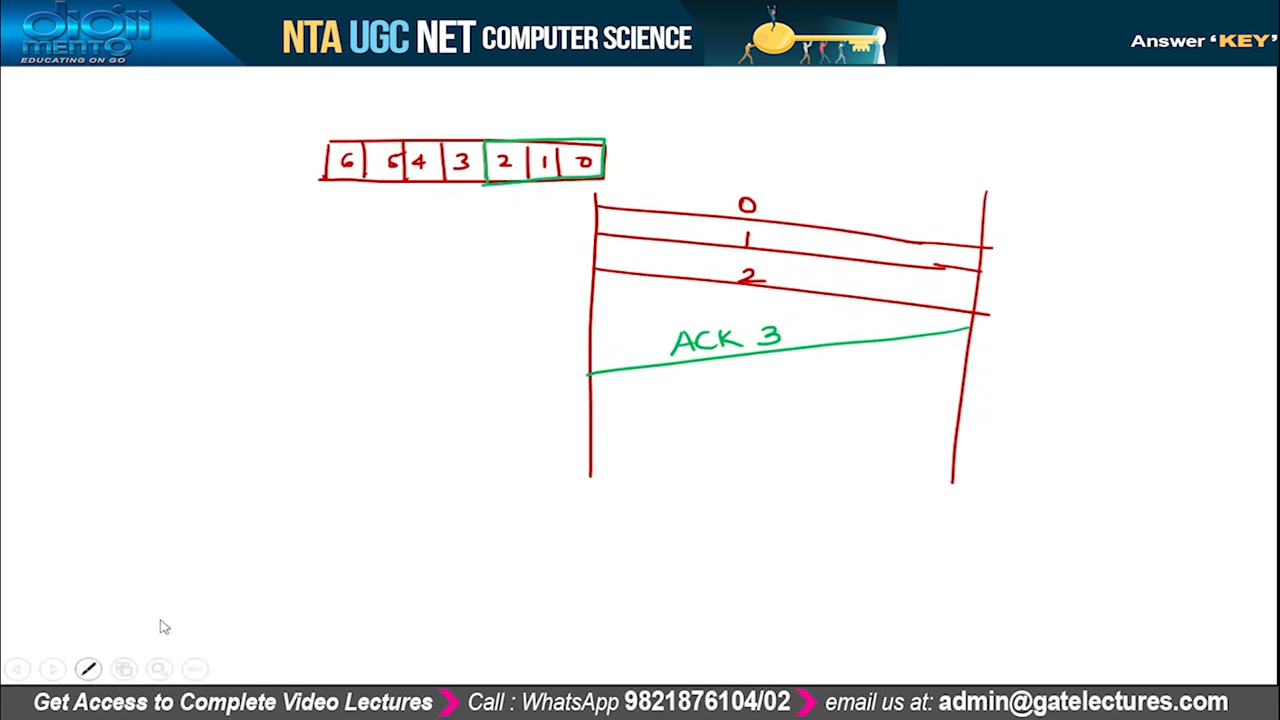 digii
MENTO
EDUCATING ON GO
NTA UGC NET COMPUTER SCIENCE
Answer ‘KEY’
6 5 4 3 2 1 0
0
1
2
ACK 3
Get Access to Complete Video Lectures Call : WhatsApp 9821876104/02 email us at: admin@gatelectures.com